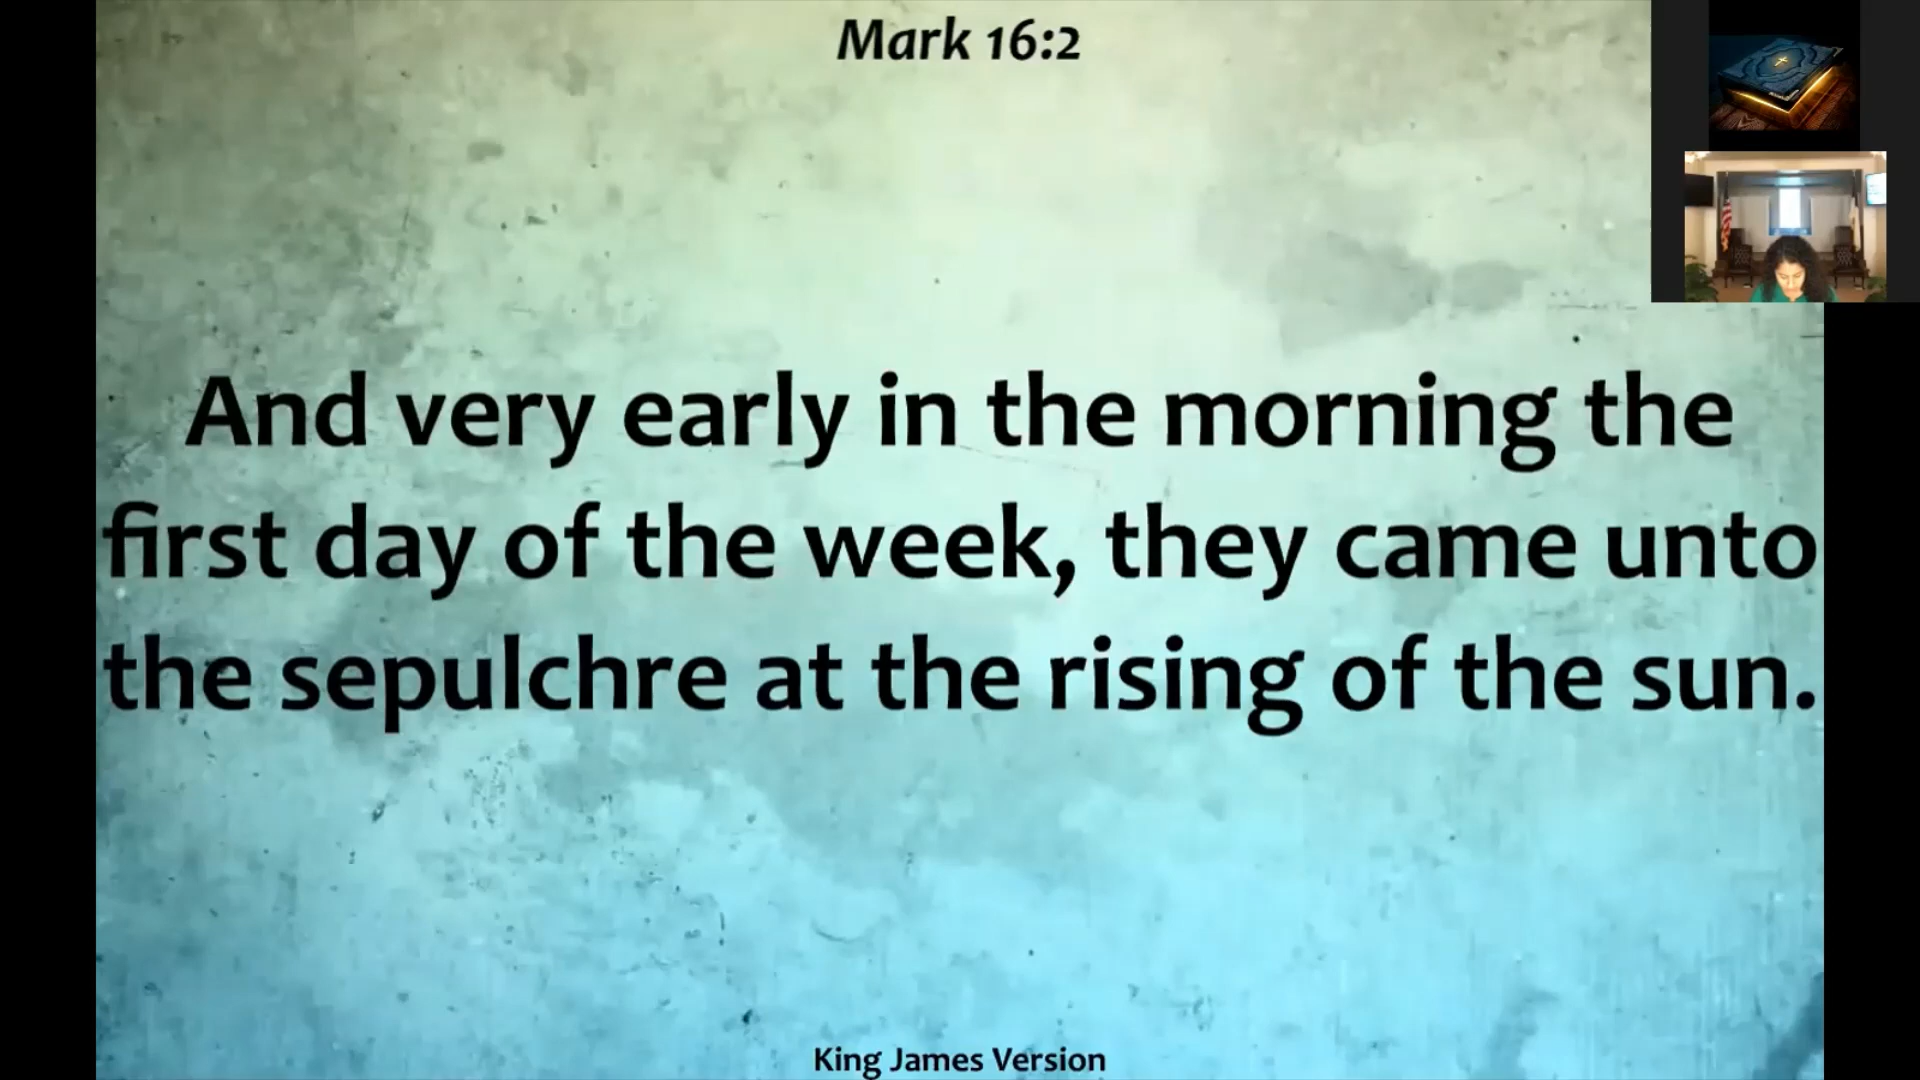 Mark 16:2
And very early in the morning the
first day of the week, they came unto
the sepulchre at the rising of the sun.
King James Version